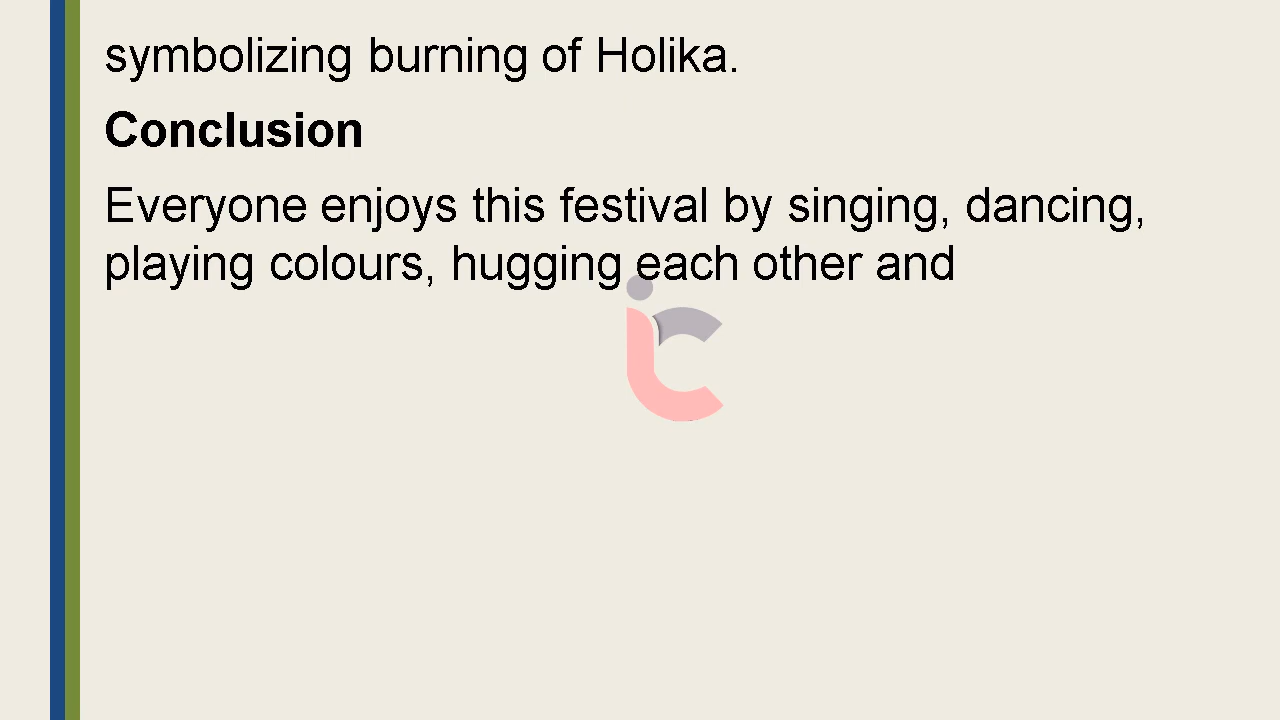 symbolizing burning of Holika.
Conclusion
Everyone enjoys this festival by singing, dancing,
playing colours, hugging each other and